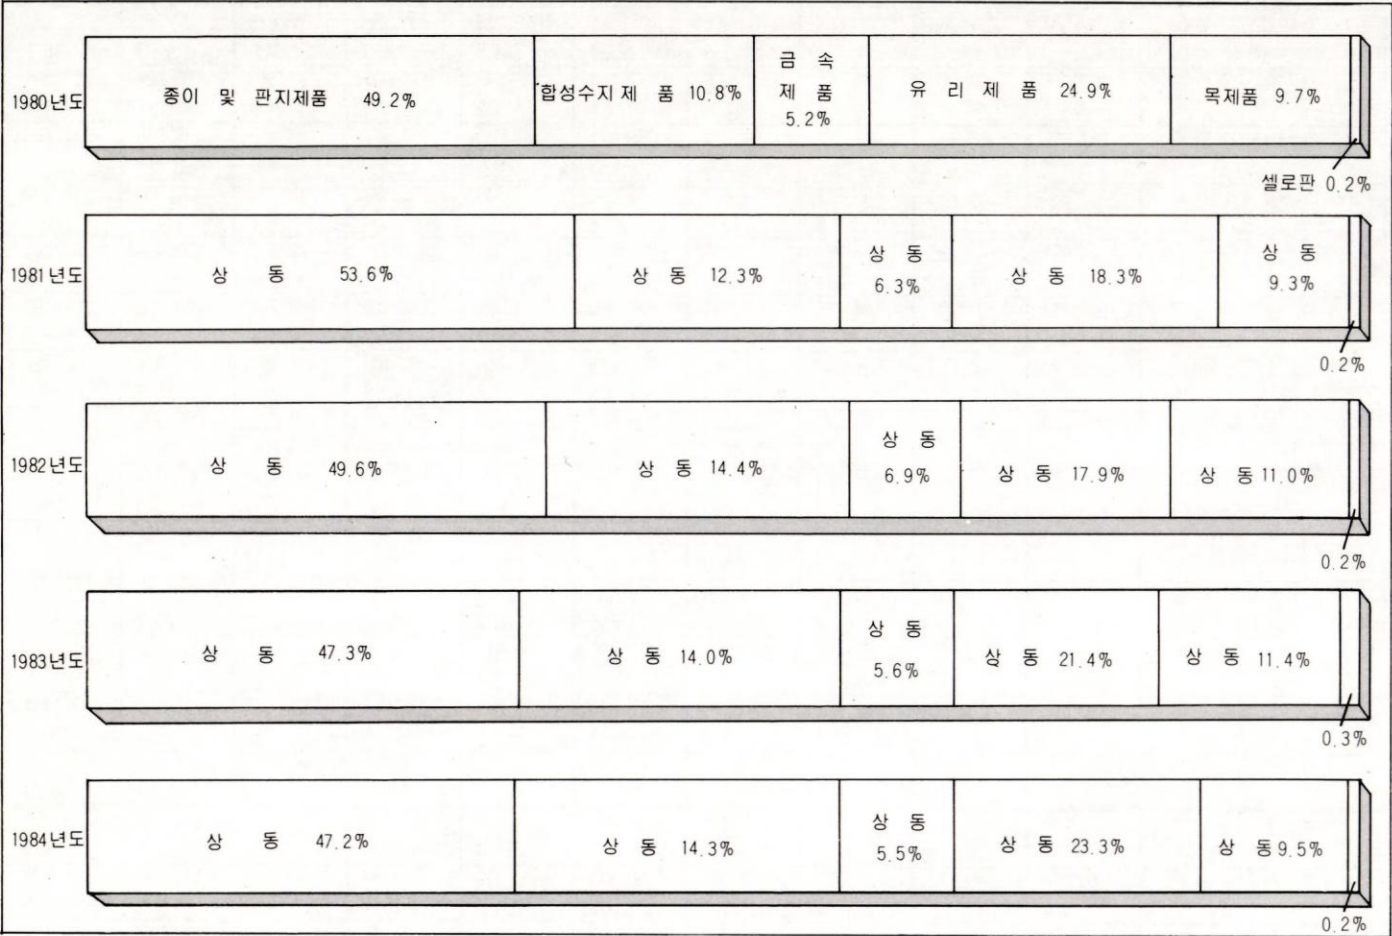 1980년도
종이 및 판지제품 49.2%
합성수지 제품 10.8%
금속
제품
5.2%
유리제품 24.9%
목제품 9.7%
셀로판 0.2%
1981년도
상동 53.6%
상동 12.3%
상동
6.3%
상동 18.3%
상동
9.3%
0.2%
1982년도
상동 49.6%
상동 14.4%
상동
6.9%
상동 17.9%
상동 11.0%
0.2%
1983년도
상동 47.3%
상동 14.0%
상동
5.6%
상동 21.4%
상동 11.4%
0.3%
1984년도
상동 47.2%
상동 14.3%
상동
5.5%
상동 23.3%
상동 9.5%
0.2%